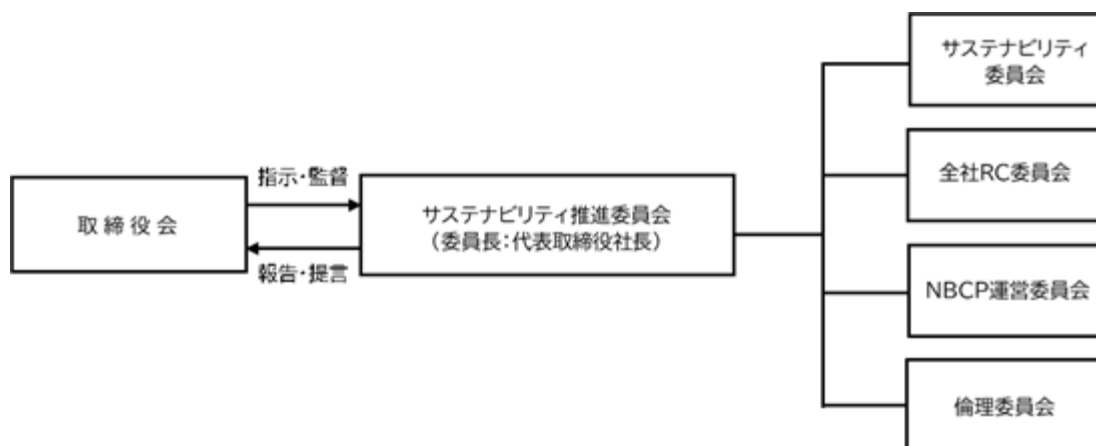 取締役会
指示・監督
報告・提言
サステナビリティ推進委員会
（委員長：代表取締役社長）
サステナビリティ
委員会
全社RC委員会
NBCP運営委員会
倫理委員会